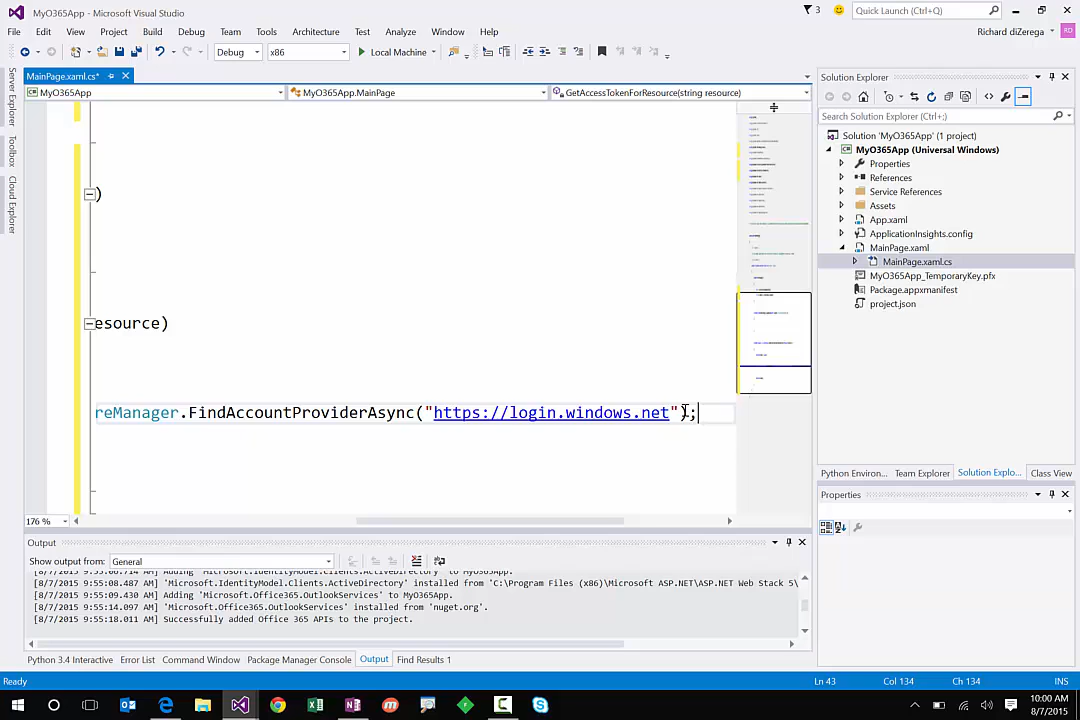 MyO365App - Microsoft Visual Studio
3
Quick Launch (Ctrl+Q)
File Edit View Project Build Debug Team Tools Architecture Test Analyze Window Help
Richard diZerega
RD
Debug x86 Local Machine
MainPage.xaml.cs*
MyO365App MyO365App.MainPage GetAccessTokenForResource(string resource)
Server Explorer
Toolbox
Cloud Explorer
)
esource)
reManager.FindAccountProviderAsync("https://login.windows.net");
176 %
Solution Explorer
Search Solution Explorer (Ctrl+;)
Solution 'MyO365App' (1 project)
MyO365App (Universal Windows)
Properties
References
Service References
Assets
App.xaml
ApplicationInsights.config
MainPage.xaml
MainPage.xaml.cs
MyO365App_TemporaryKey.pfx
Package.appxmanifest
project.json
Python Environ... Team Explorer Solution Explo... Class View
Properties
Output
Show output from: General
[8/7/2015 9:55:08.487 AM] 'Microsoft.IdentityModel.Clients.ActiveDirectory' installed from 'C:\Program Files (x86)\Microsoft ASP.NET\ASP.NET Web Stack 5\
[8/7/2015 9:55:09.430 AM] Adding 'Microsoft.Office365.OutlookServices' to MyO365App.
[8/7/2015 9:55:14.097 AM] 'Microsoft.Office365.OutlookServices' installed from 'nuget.org'.
[8/7/2015 9:55:18.011 AM] Successfully added Office 365 APIs to the project.
Python 3.4 Interactive Error List Command Window Package Manager Console Output Find Results 1
Ready Ln 43 Col 134 Ch 134 INS
10:00 AM
8/7/2015